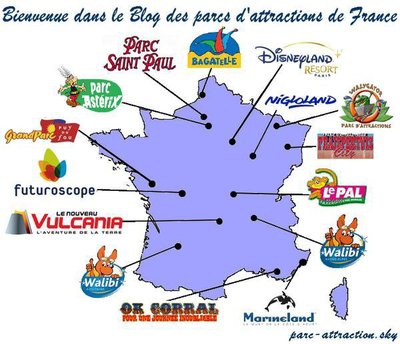 Bienvenue dans le Blog des parcs d'attractions de France
PARC
SAINT PAUL
BAGATELLE
DISNEYLAND
RESORT
PARIS
parc
Astérix
NIGLOLAND
WALYGATOR
PARC D'ATTRACTIONS
GrandParc
PUY
DU
FOU
City
futuroscope
LE PAL
LE NOUVEAU
VULCANIA
L'AVENTURE DE LA TERRE
Walibi
Walibi
OK CORRAL
POUR UNE JOURNEE INOUBLIABLE
Marineland
parc-attraction.sky